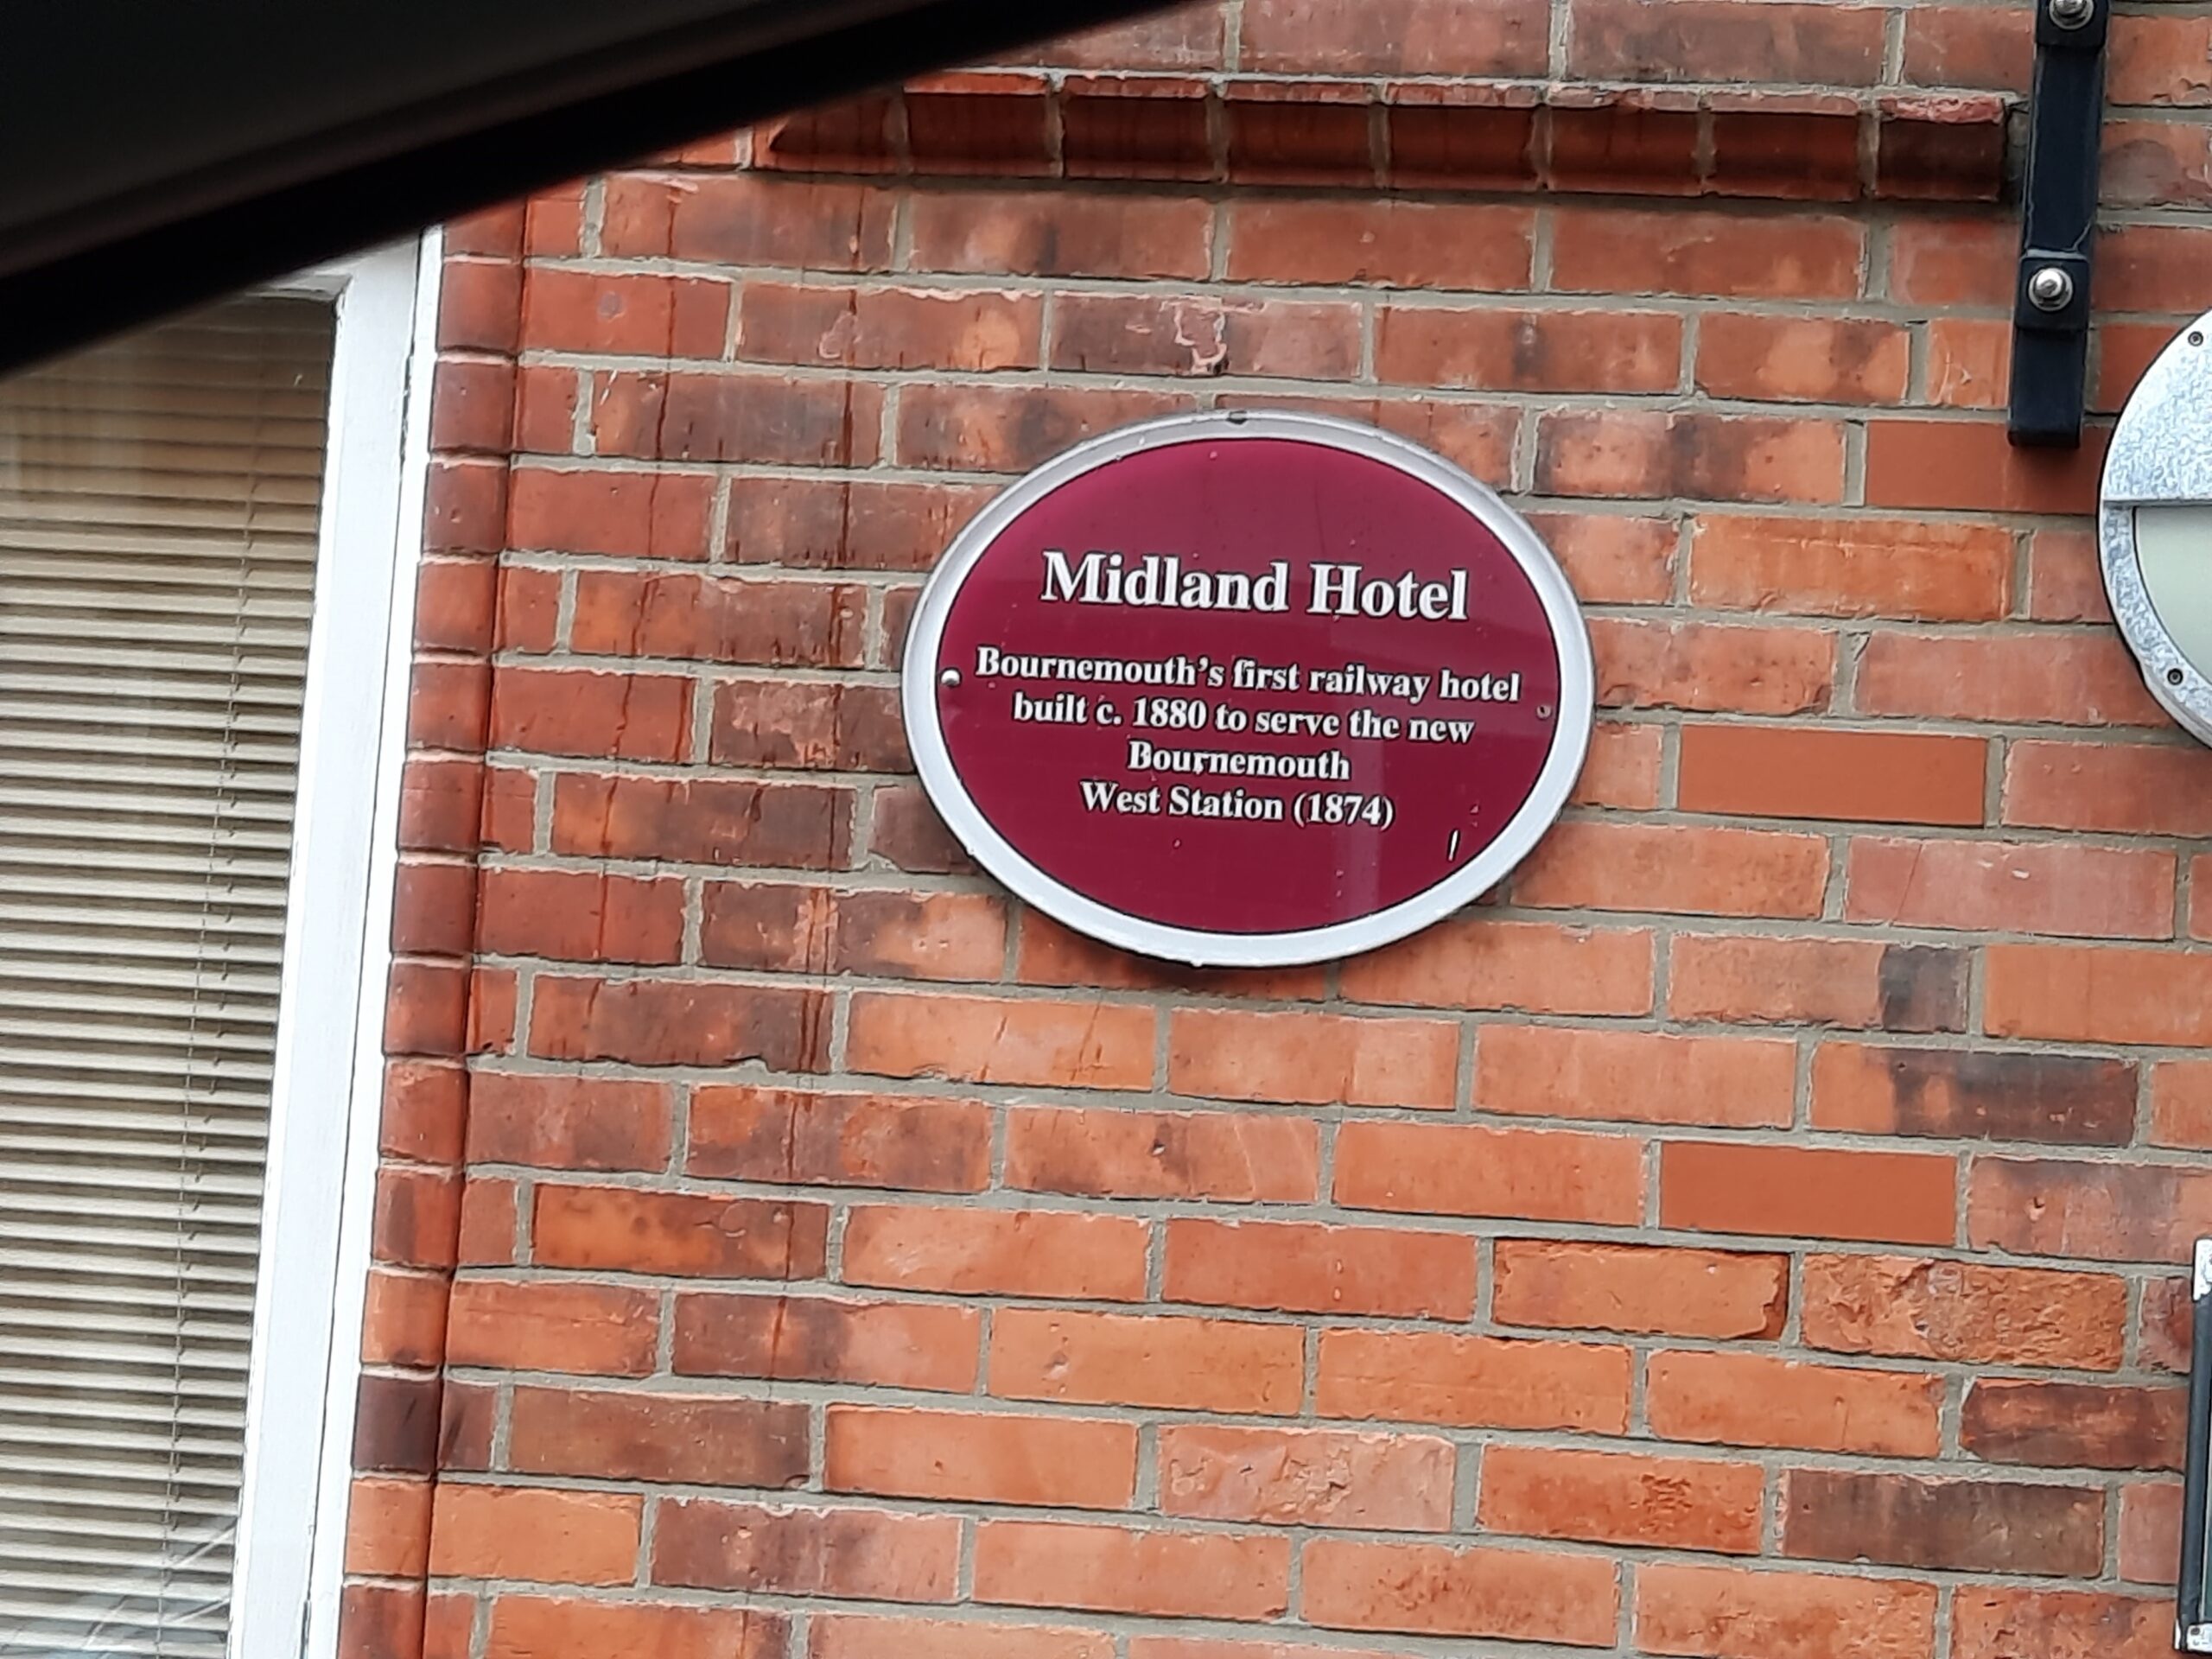 Midland Hotel
Bournemouth's first railway hotel
built c. 1880 to serve the new
Bournemouth
West Station (1874)